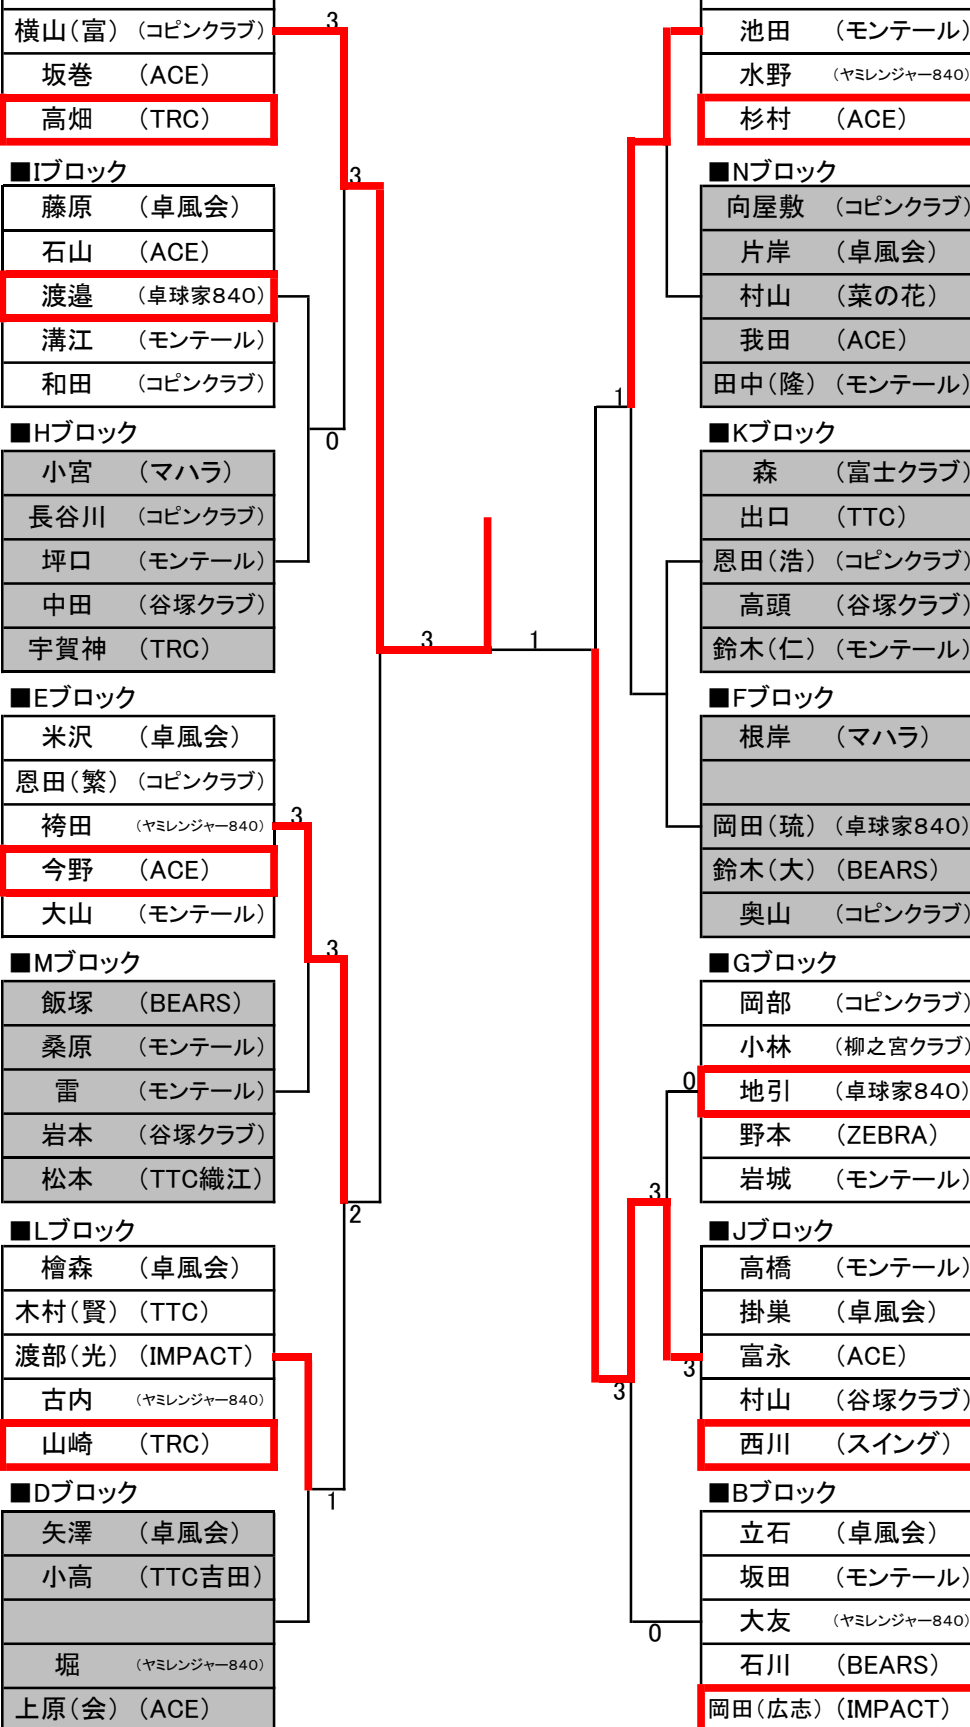 横山(富) (コピンクラブ)
坂巻 (ACE)
高畑 (TRC)
■Iブロック
藤原 (卓風会)
石山 (ACE)
渡邉 (卓球家840)
溝江 (モンテール)
和田 (コピンクラブ)
■Hブロック
小宮 (マハラ)
長谷川 (コピンクラブ)
坪口 (モンテール)
中田 (谷塚クラブ)
宇賀神 (TRC)
■Eブロック
米沢 (卓風会)
恩田(繁) (コピンクラブ)
袴田 (ヤミレンジャー840)
今野 (ACE)
大山 (モンテール)
■Mブロック
飯塚 (BEARS)
桑原 (モンテール)
雷 (モンテール)
岩本 (谷塚クラブ)
松本 (TTC織江)
■Lブロック
檜森 (卓風会)
木村(賢) (TTC)
渡部(光) (IMPACT)
古内 (ヤミレンジャー840)
山崎 (TRC)
■Dブロック
矢澤 (卓風会)
小高 (TTC吉田)
堀 (ヤミレンジャー840)
上原(会) (ACE)
3
3
0
3
3
2
1
3
1
1
0
3
3
3
0
池田 (モンテール)
水野 (ヤミレンジャー840)
杉村 (ACE)
■Nブロック
向屋敷 (コピンクラブ)
片岸 (卓風会)
村山 (菜の花)
我田 (ACE)
田中(隆) (モンテール)
■Kブロック
森 (富士クラブ)
出口 (TTC)
恩田(浩) (コピンクラブ)
高頭 (谷塚クラブ)
鈴木(仁) (モンテール)
■Fブロック
根岸 (マハラ)
岡田(琉) (卓球家840)
鈴木(大) (BEARS)
奥山 (コピンクラブ)
■Gブロック
岡部 (コピンクラブ)
小林 (柳之宮クラブ)
地引 (卓球家840)
野本 (ZEBRA)
岩城 (モンテール)
■Jブロック
高橋 (モンテール)
掛巣 (卓風会)
富永 (ACE)
村山 (谷塚クラブ)
西川 (スイング)
■Bブロック
立石 (卓風会)
坂田 (モンテール)
大友 (ヤミレンジャー840)
石川 (BEARS)
岡田(広志) (IMPACT)